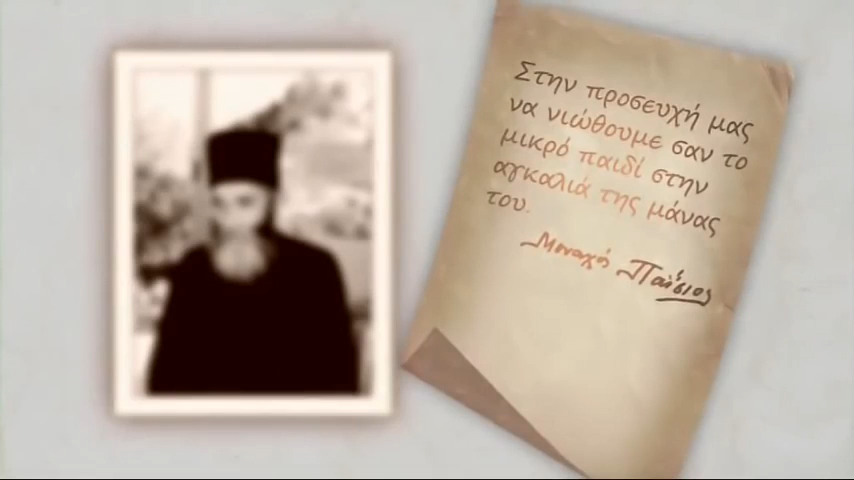 Στην προσευχή μας
να νιώθουμε σαν το
μικρό παιδί στην
αγκαλιά της μάνας
του.
Μοναχός Παΐσιος